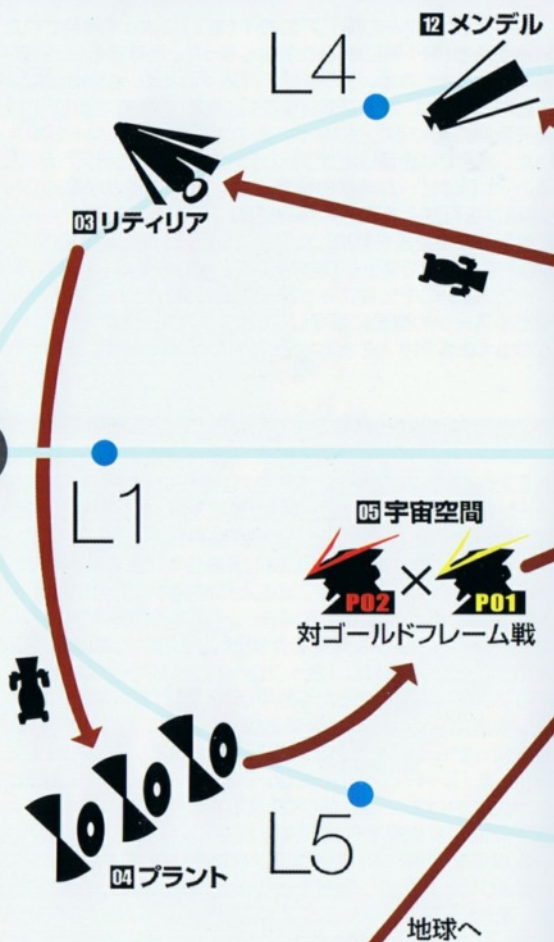 12 メンデル
L4
03 リティリア
L1
05 宇宙空間
P02 × P01
対ゴールドフレーム戦
04 プラント
L5
地球へ